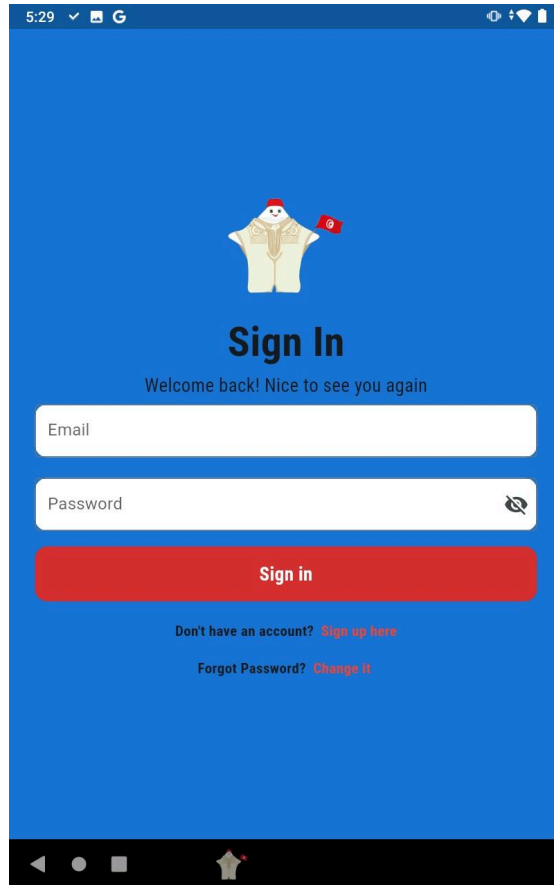 5:29
G
Sign In
Welcome back! Nice to see you again
Email
Password
Sign in
Don't have an account? Sign up here
Forgot Password? Change it